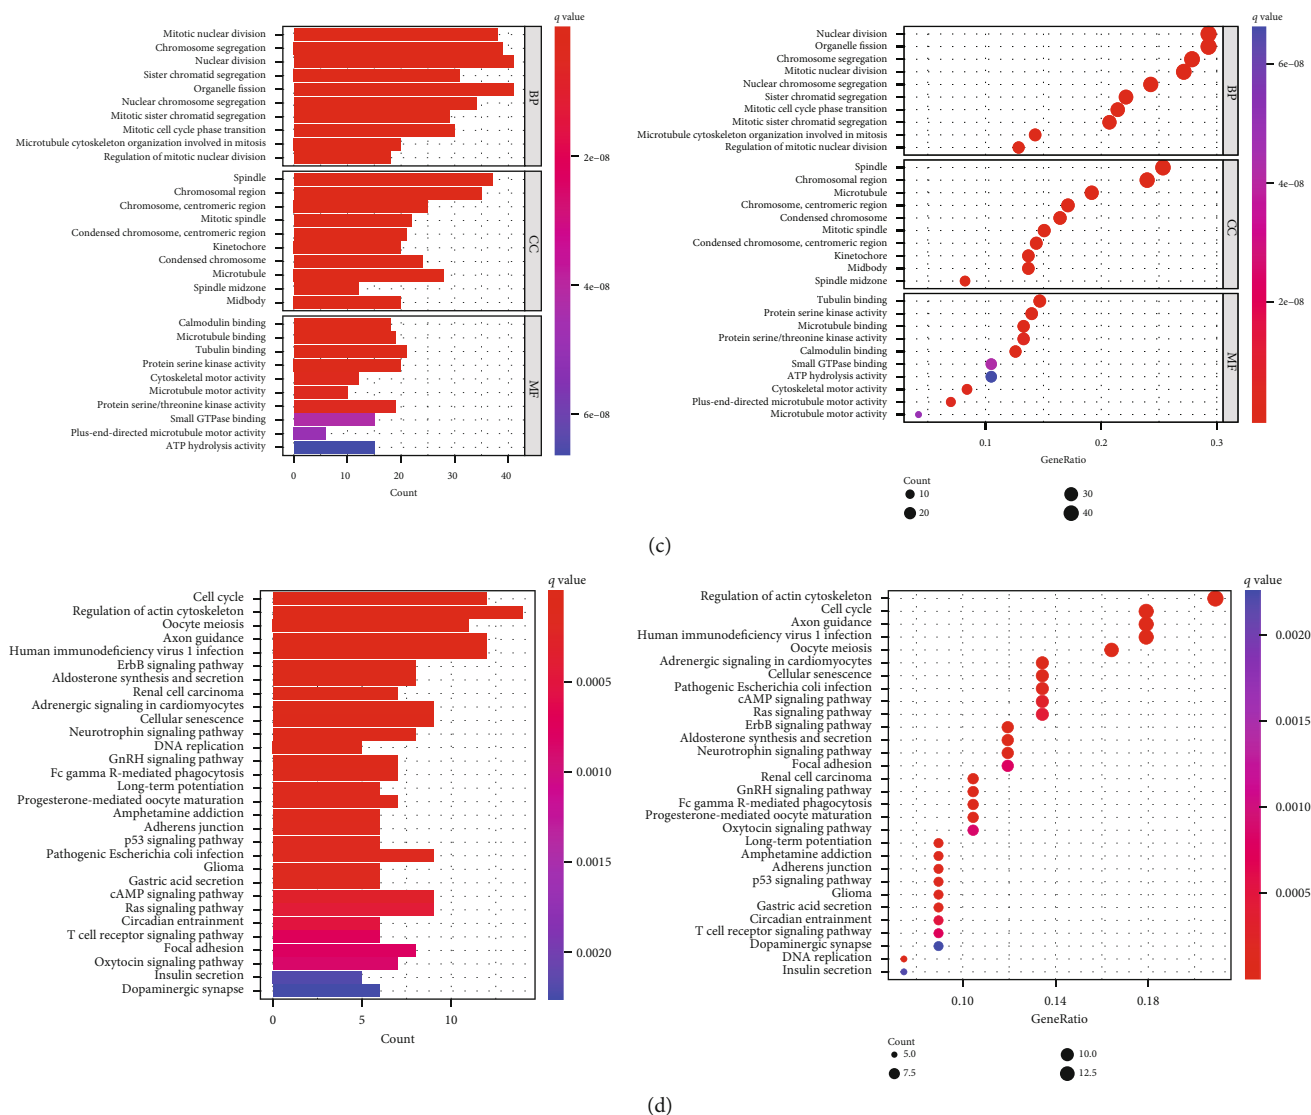 q value
Mitotic nuclear division
Chromosome segregation
Nuclear division
Sister chromatid segregation
Organelle fission
Nuclear chromosome segregation
Mitotic sister chromatid segregation
Mitotic cell cycle phase transition
Microtubule cytoskeleton organization involved in mitosis
Regulation of mitotic nuclear division
BP
Spindle
Chromosomal region
Chromosome, centromeric region
Mitotic spindle
Condensed chromosome, centromeric region
Kinetochore
Condensed chromosome
Microtubule
Spindle midzone
Midbody
CC
Calmodulin binding
Microtubule binding
Tubulin binding
Protein serine kinase activity
Cytoskeletal motor activity
Microtubule motor activity
Protein serine/threonine kinase activity
Small GTPase binding
Plus-end-directed microtubule motor activity
ATP hydrolysis activity
MF
0 10 20 30 40
Count
2e–08
4e–08
6e–08
q value
Nuclear division
Organelle fission
Chromosome segregation
Mitotic nuclear division
Nuclear chromosome segregation
Sister chromatid segregation
Mitotic cell cycle phase transition
Mitotic sister chromatid segregation
Microtubule cytoskeleton organization involved in mitosis
Regulation of mitotic nuclear division
BP
Spindle
Chromosomal region
Microtubule
Chromosome, centromeric region
Condensed chromosome
Mitotic spindle
Condensed chromosome, centromeric region
Kinetochore
Midbody
Spindle midzone
CC
Tubulin binding
Protein serine kinase activity
Microtubule binding
Protein serine/threonine kinase activity
Calmodulin binding
Small GTPase binding
ATP hydrolysis activity
Cytoskeletal motor activity
Plus-end-directed microtubule motor activity
Microtubule motor activity
MF
0.1 0.2 0.3
GeneRatio
6e–08
4e–08
2e–08
Count
10 30
20 40
(c)
q value
Cell cycle
Regulation of actin cytoskeleton
Oocyte meiosis
Axon guidance
Human immunodeficiency virus 1 infection
ErbB signaling pathway
Aldosterone synthesis and secretion
Renal cell carcinoma
Adrenergic signaling in cardiomyocytes
Cellular senescence
Neurotrophin signaling pathway
DNA replication
GnRH signaling pathway
Fc gamma R-mediated phagocytosis
Long-term potentiation
Progesterone-mediated oocyte maturation
Amphetamine addiction
Adherens junction
p53 signaling pathway
Pathogenic Escherichia coli infection
Glioma
Gastric acid secretion
cAMP signaling pathway
Ras signaling pathway
Circadian entrainment
T cell receptor signaling pathway
Focal adhesion
Oxytocin signaling pathway
Insulin secretion
Dopaminergic synapse
0 5 10
Count
0.0005
0.0010
0.0015
0.0020
q value
Regulation of actin cytoskeleton
Cell cycle
Axon guidance
Human immunodeficiency virus 1 infection
Oocyte meiosis
Adrenergic signaling in cardiomyocytes
Cellular senescence
Pathogenic Escherichia coli infection
cAMP signaling pathway
Ras signaling pathway
ErbB signaling pathway
Aldosterone synthesis and secretion
Neurotrophin signaling pathway
Focal adhesion
Renal cell carcinoma
GnRH signaling pathway
Fc gamma R-mediated phagocytosis
Progesterone-mediated oocyte maturation
Oxytocin signaling pathway
Long-term potentiation
Amphetamine addiction
Adherens junction
p53 signaling pathway
Glioma
Gastric acid secretion
Circadian entrainment
T cell receptor signaling pathway
Dopaminergic synapse
DNA replication
Insulin secretion
0.10 0.14 0.18
GeneRatio
0.0020
0.0015
0.0010
0.0005
Count
5.0 10.0
7.5 12.5
(d)